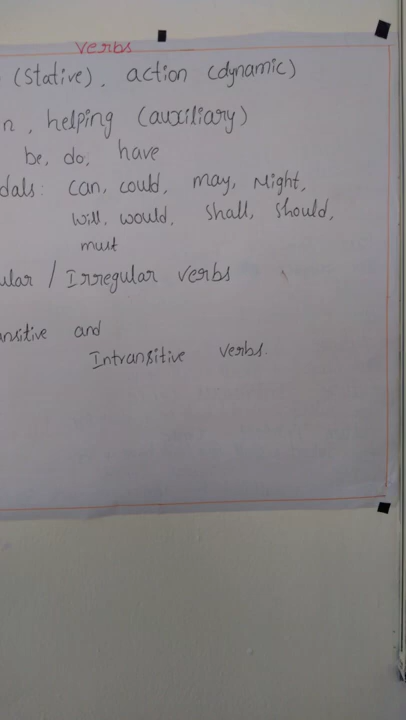 Verbs
(Stative), action (dynamic)
n, helping (auxiliary)
be, do, have
dals: can, could, may, Might,
will, would, shall, should,
must
ular / Irregular verbs
ansitive and
Intransitive verbs.